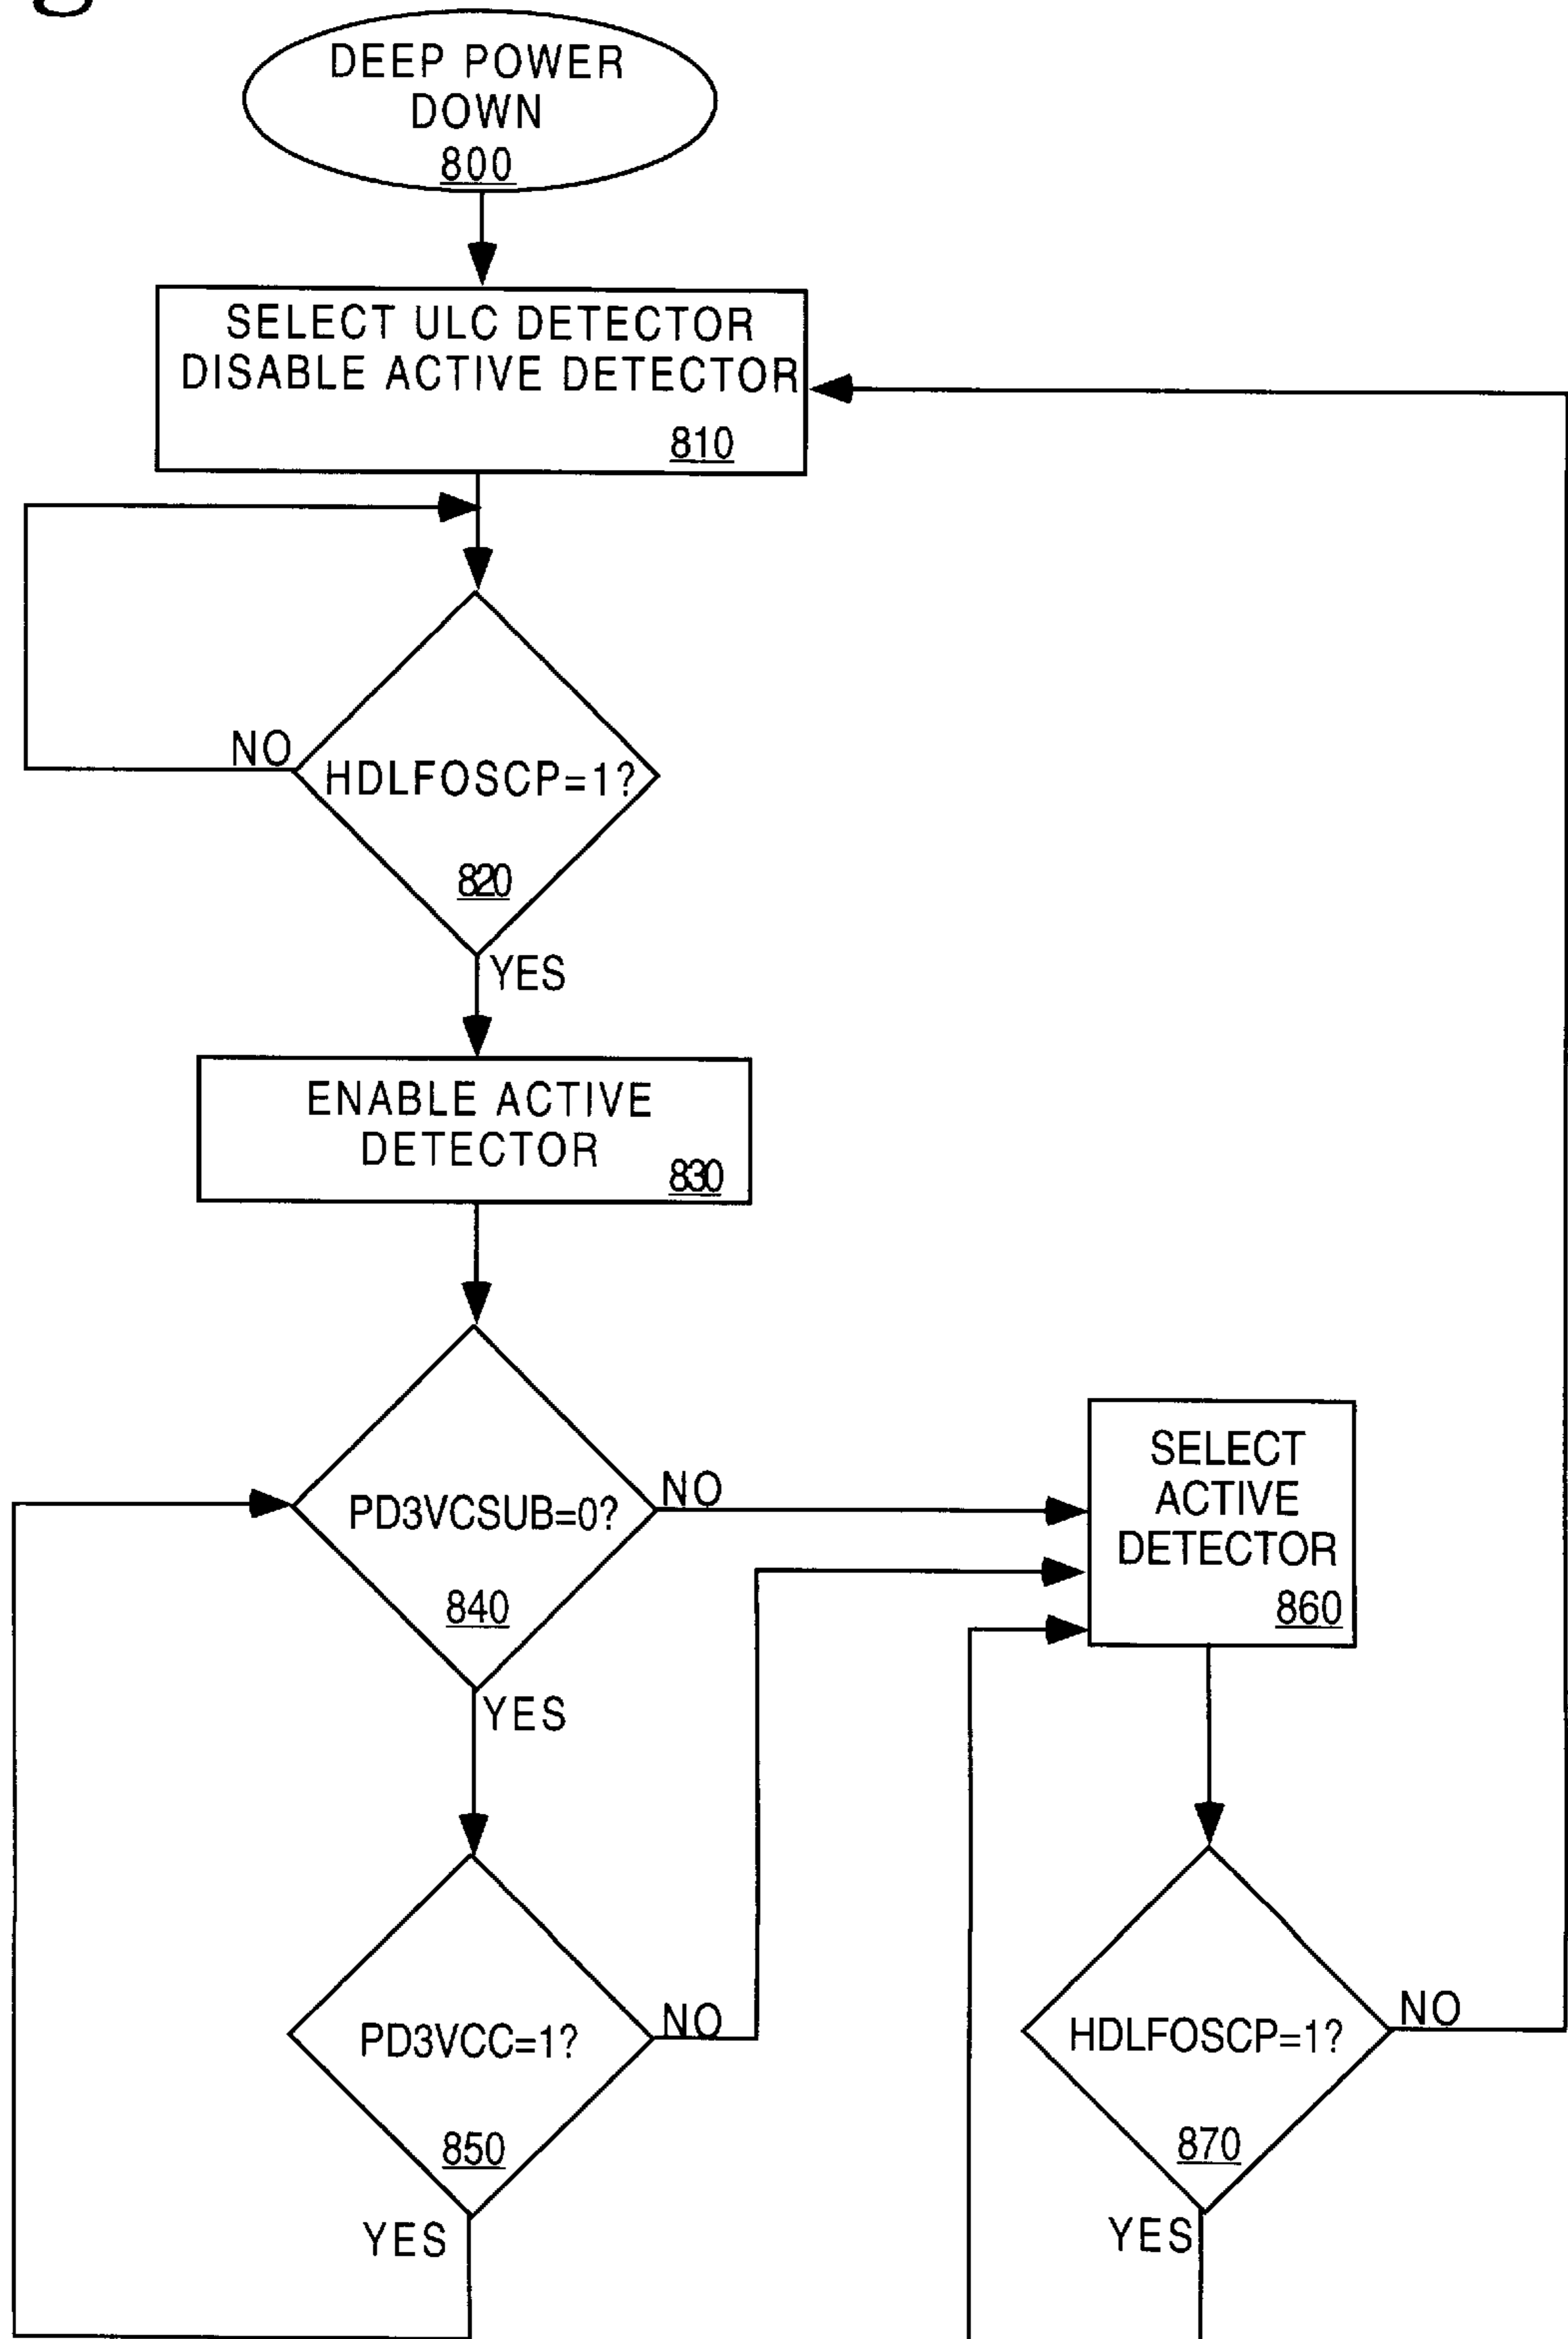 DEEP POWER
DOWN
800
SELECT ULC DETECTOR
DISABLE ACTIVE DETECTOR
810
NO
HDLFOSCP=1?
820
YES
ENABLE ACTIVE
DETECTOR
830
PD3VCSUB=0?
NO
840
YES
SELECT
ACTIVE
DETECTOR
860
PD3VCC=1?
NO
850
YES
HDLFOSCP=1?
NO
870
YES